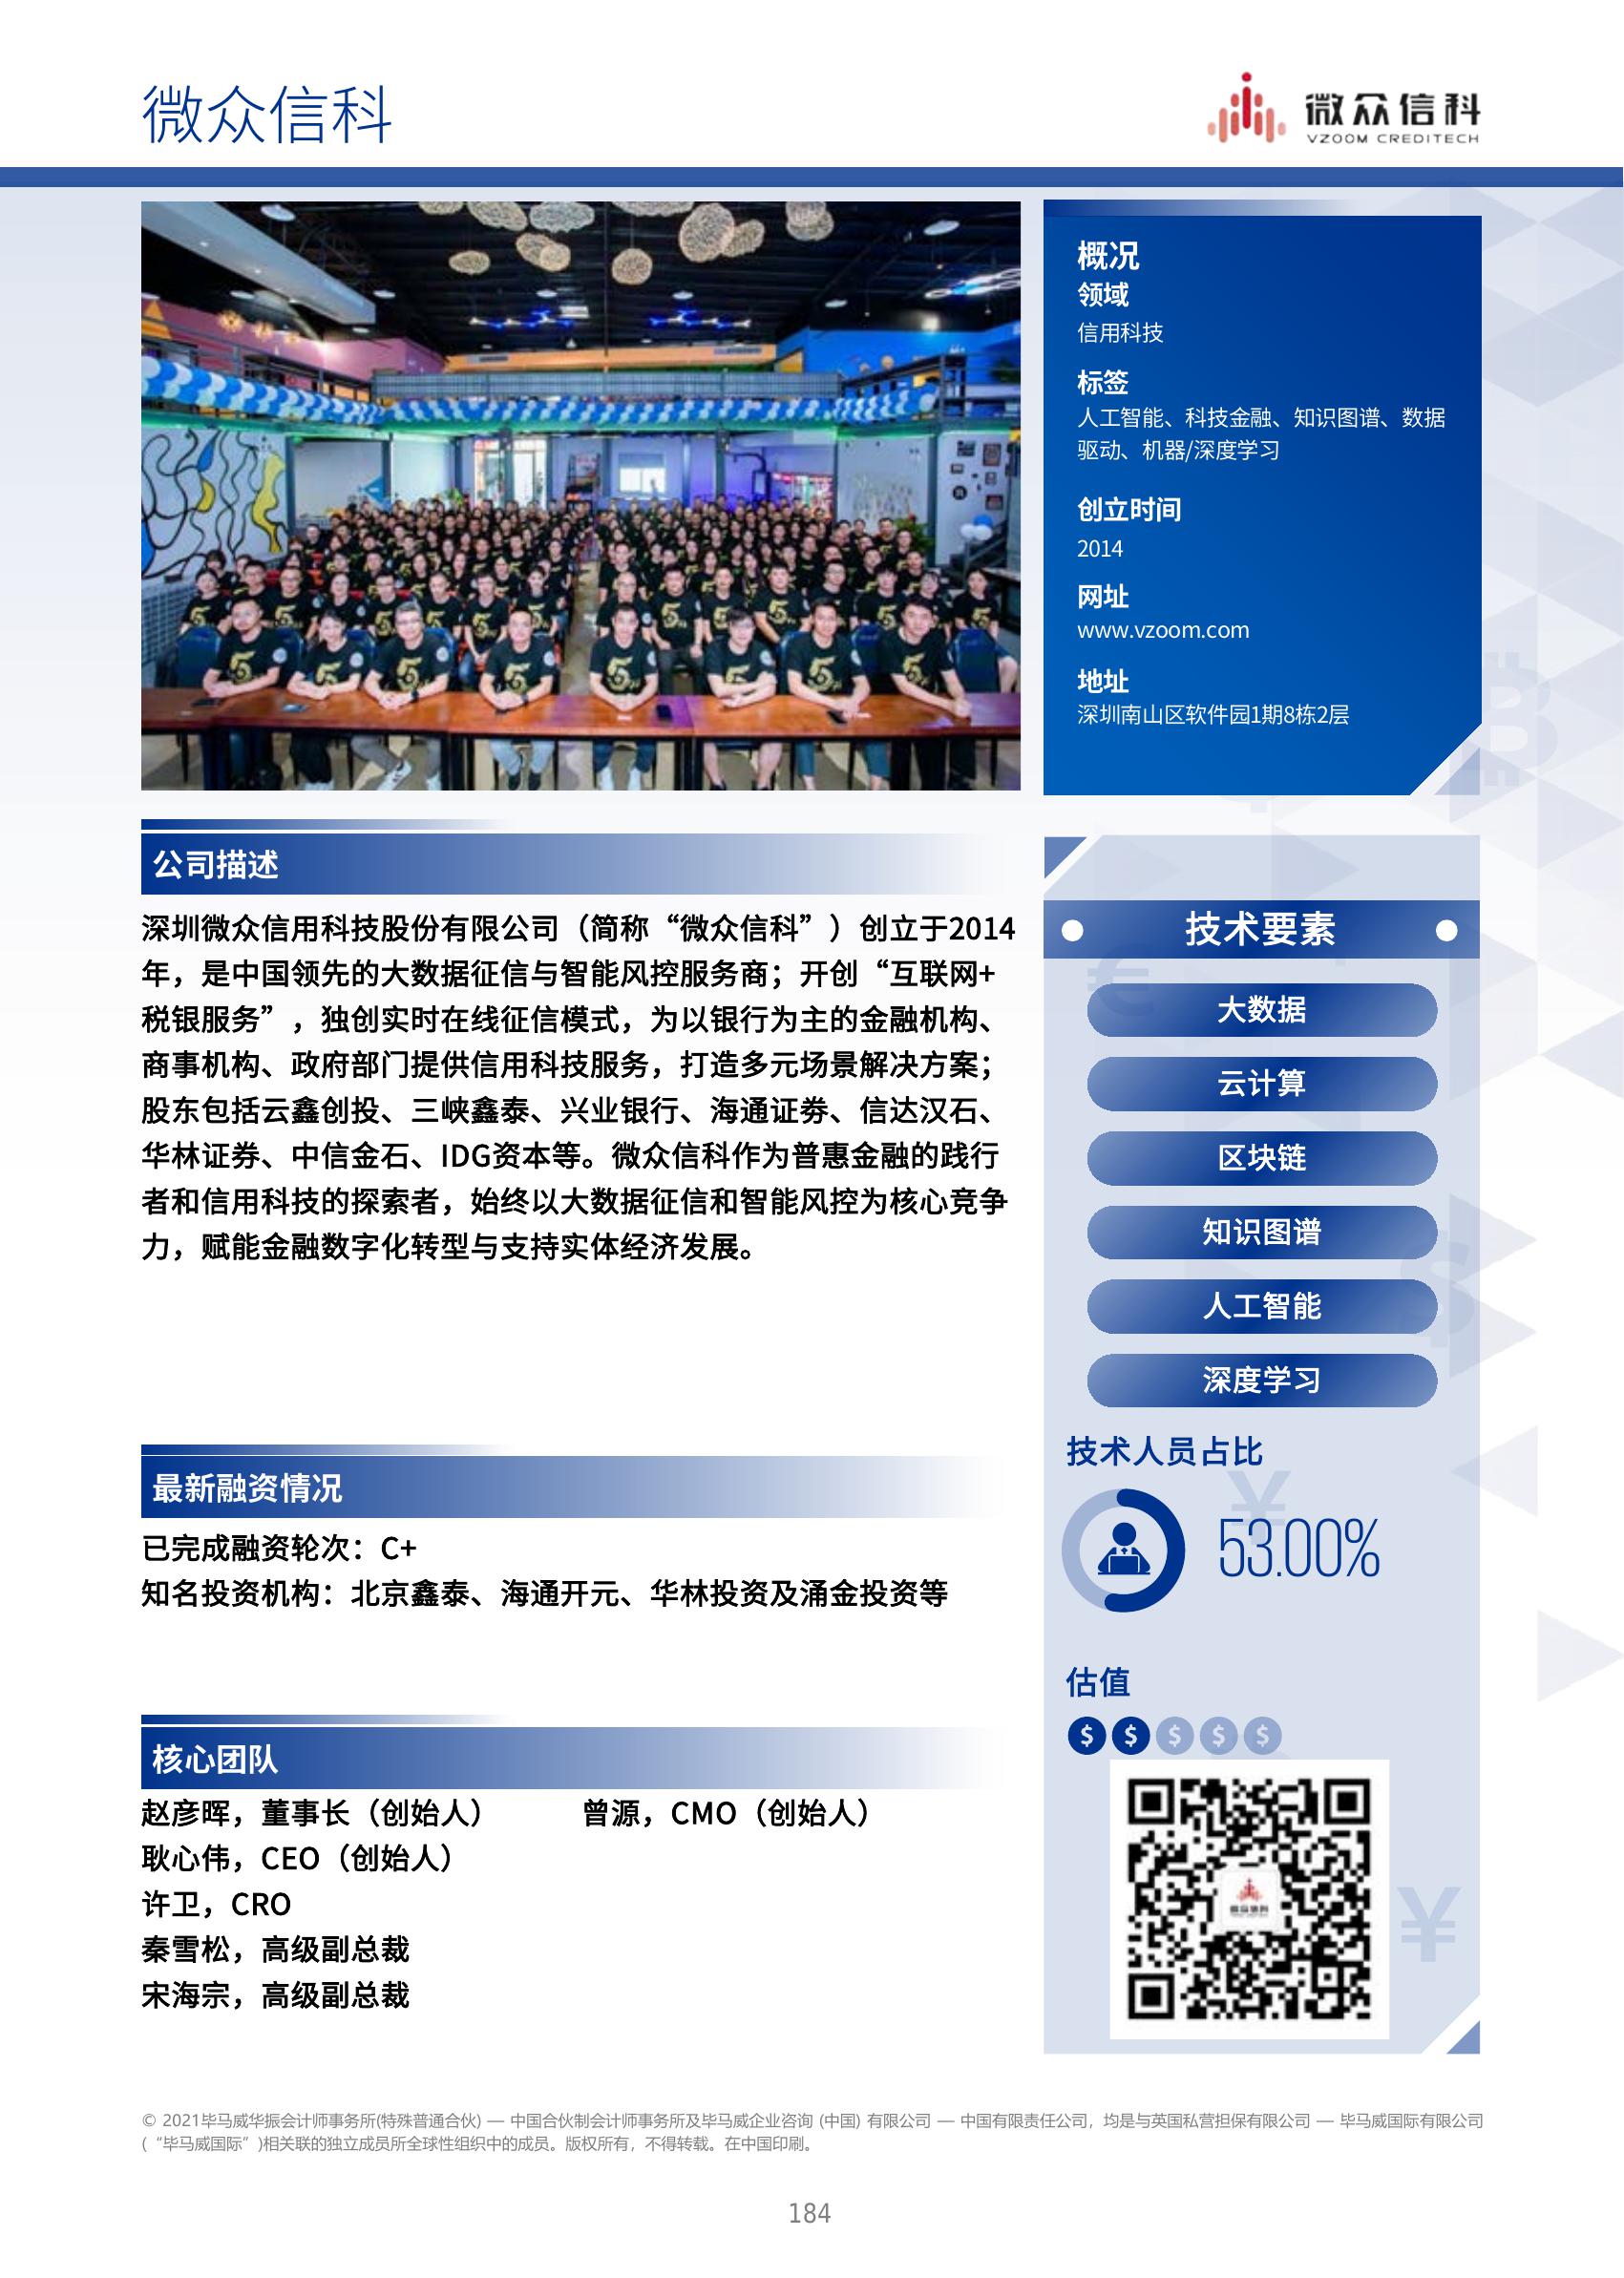 微众信科
微众信科
VZOOM CREDITECH
概况
领域
信用科技
标签
人工智能、科技金融、知识图谱、数据
驱动、机器/深度学习
创立时间
2014
网址
www.vzoom.com
地址
深圳南山区软件园1期8栋2层
公司描述
深圳微众信用科技股份有限公司（简称“微众信科”）创立于2014
年，是中国领先的大数据征信与智能风控服务商；开创“互联网+
税银服务”，独创实时在线征信模式，为以银行为主的金融机构、
商事机构、政府部门提供信用科技服务，打造多元场景解决方案；
股东包括云鑫创投、三峡鑫泰、兴业银行、海通证券、信达汉石、
华林证券、中信金石、IDG资本等。微众信科作为普惠金融的践行
者和信用科技的探索者，始终以大数据征信和智能风控为核心竞争
力，赋能金融数字化转型与支持实体经济发展。
最新融资情况
已完成融资轮次：C+
知名投资机构：北京鑫泰、海通开元、华林投资及涌金投资等
核心团队
赵彦晖，董事长（创始人） 曾源，CMO（创始人）
耿心伟，CEO（创始人）
许卫，CRO
秦雪松，高级副总裁
宋海宗，高级副总裁
技术要素
大数据
云计算
区块链
知识图谱
人工智能
深度学习
技术人员占比
53.00%
估值
$ $ $ $ $
© 2021毕马威华振会计师事务所(特殊普通合伙) — 中国合伙制会计师事务所及毕马威企业咨询 (中国) 有限公司 — 中国有限责任公司，均是与英国私营担保有限公司 — 毕马威国际有限公司
(“毕马威国际”)相关联的独立成员所全球性组织中的成员。版权所有，不得转载。在中国印刷。
184